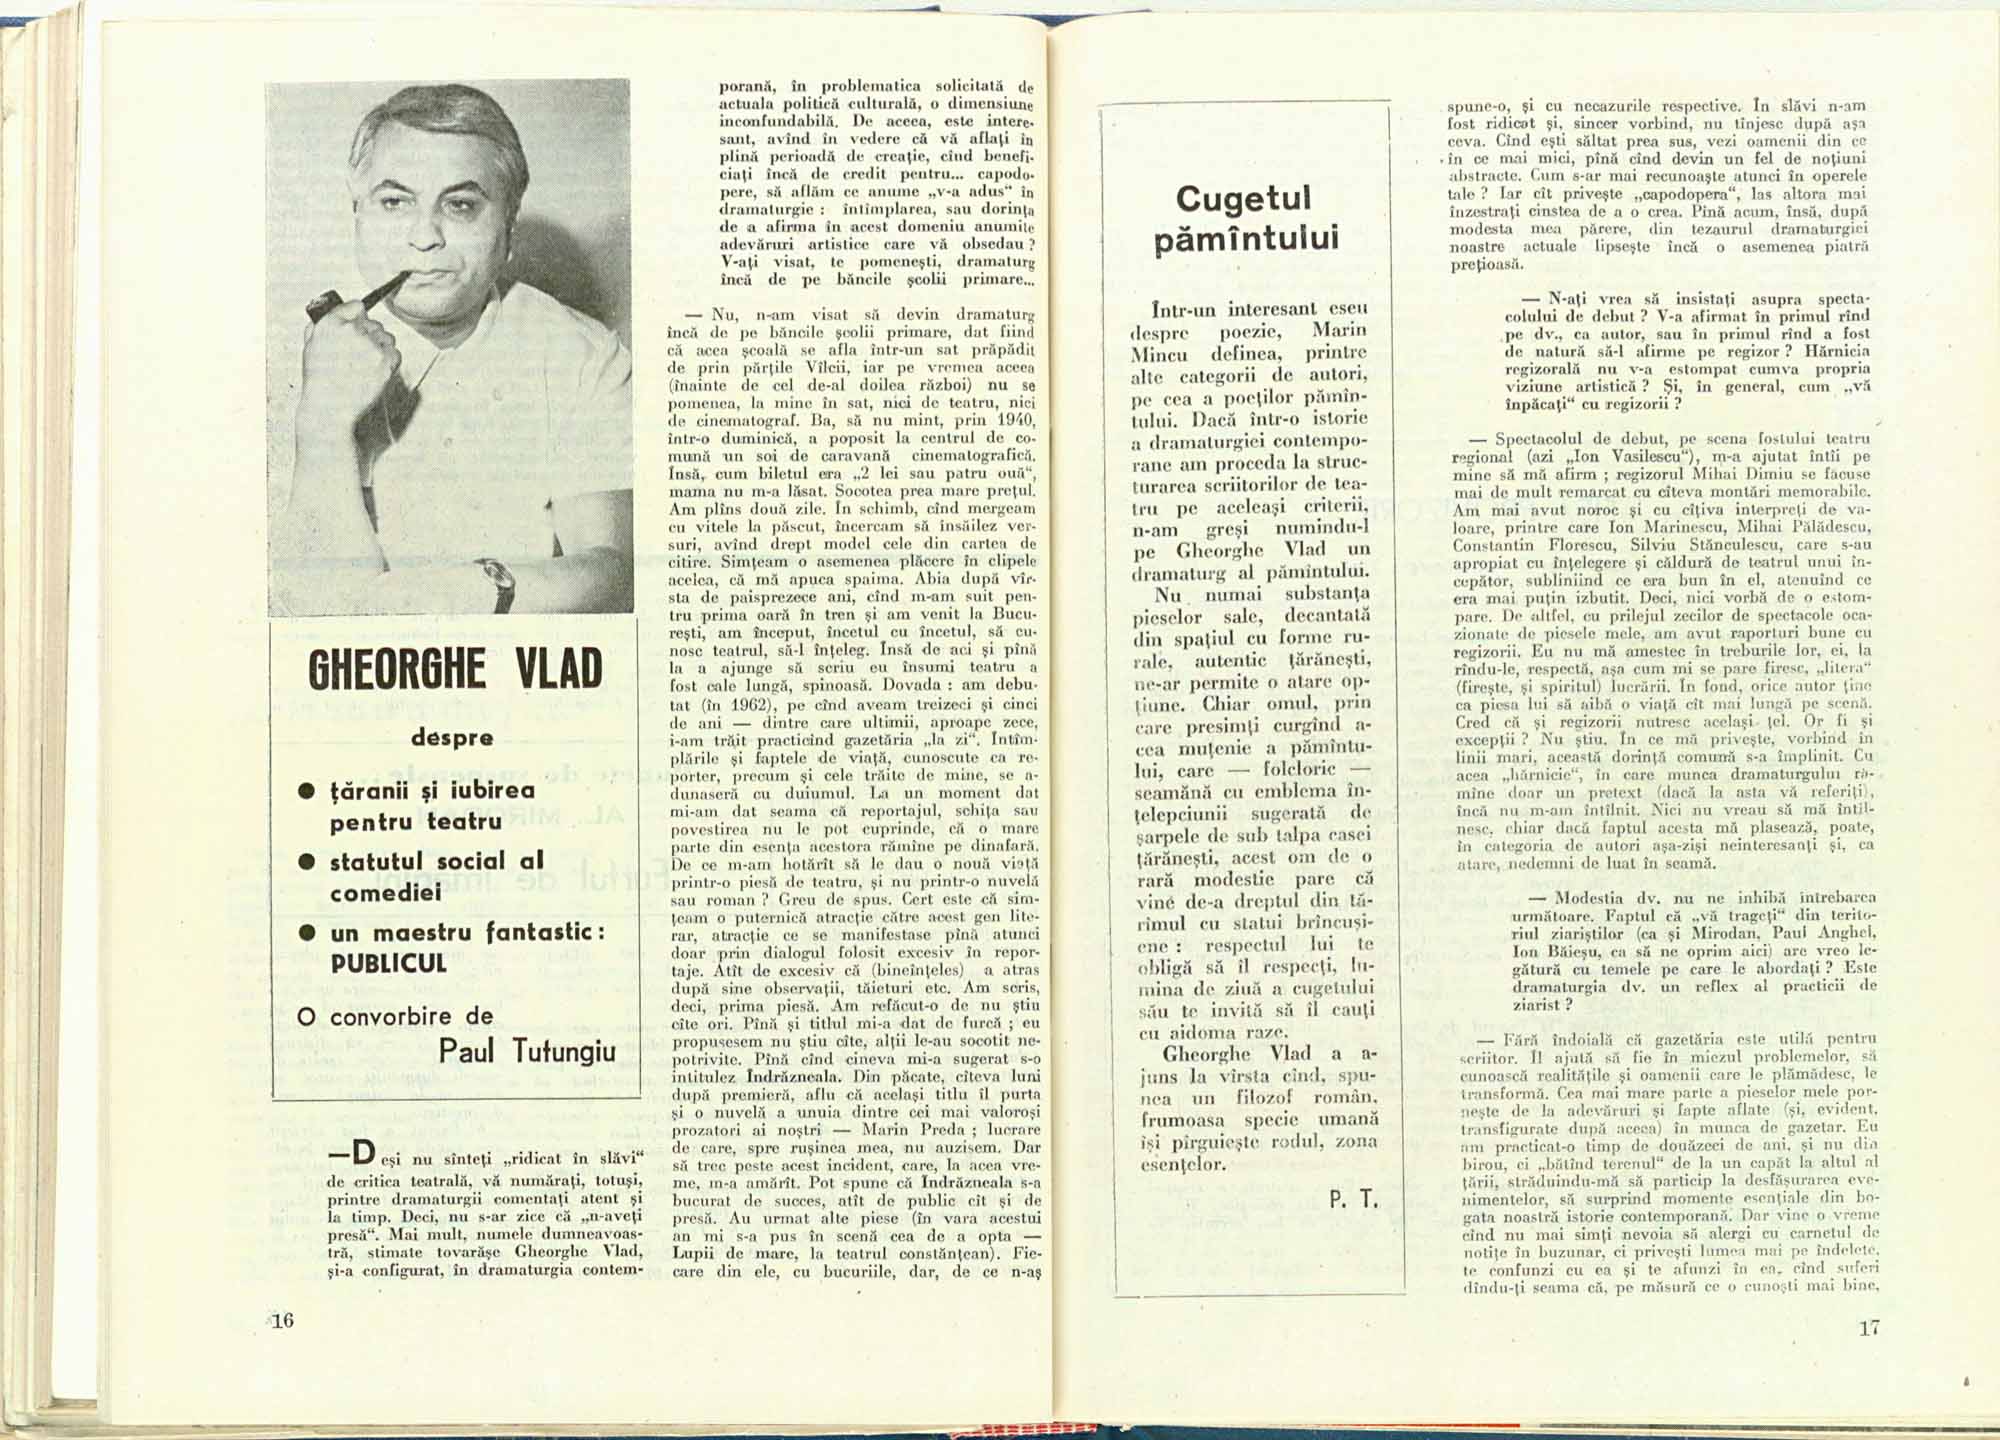 GHEORGHE VLAD
despre
● țăranii și iubirea
pentru teatru
● statutul social al
comediei
● un maestru fantastic :
PUBLICUL
O convorbire de
Paul Tutungiu
—Deși nu sînteți „ridicat în slăvi“
de critica teatrală, vă numărați, totuși,
printre dramaturgii comentați atent și
la timp. Deci, nu s-ar zice că „n-aveți
presă“. Mai mult, numele dumneavoas-
tră, stimate tovarășe Gheorghe Vlad,
și-a configurat, în dramaturgia contem-
porană, în problematica solicitată de
actuala politică culturală, o dimensiune
inconfundabilă. De aceea, este intere-
sant, avînd în vedere că vă aflați în
plină perioadă de creație, cînd benefi-
ciați încă de credit pentru... capodo-
pere, să aflăm ce anume „v-a adus“ în
dramaturgie : întîmplarea, sau dorința
de a afirma în acest domeniu anumite
adevăruri artistice care vă obsedau ?
V-ați visat, te pomenești, dramaturg
încă de pe băncile școlii primare...
— Nu, n-am visat să devin dramaturg
încă de pe băncile școlii primare, dat fiind
că acea școală se afla într-un sat prăpădit
de prin părțile Vîlcii, iar pe vremea aceea
(înainte de cel de-al doilea război) nu se
pomenea, la mine în sat, nici de teatru, nici
de cinematograf. Ba, să nu mint, prin 1940,
într-o duminică, a poposit la centrul de co-
mună un soi de caravană cinematografică.
Însă, cum biletul era „2 lei sau patru ouă“,
mama nu m-a lăsat. Socotea prea mare prețul.
Am plîns două zile. În schimb, cînd mergeam
cu vitele la păscut, încercam să însăilez ver-
suri, avînd drept model cele din cartea de
citire. Simțeam o asemenea plăcere în clipele
acelea, că mă apuca spaima. Abia după vîr-
sta de paisprezece ani, cînd m-am suit pen-
tru prima oară în tren și am venit la Bucu-
rești, am început, încetul cu încetul, să cu-
nosc teatrul, să-l înțeleg. Însă de aci și pînă
la a ajunge să scriu eu însumi teatru a
fost cale lungă, spinoasă. Dovada : am debu-
tat (în 1962), pe cînd aveam treizeci și cinci
de ani — dintre care ultimii, aproape zece,
i-am trăit practicînd gazetăria „la zi“. Întîm-
plările și faptele de viață, cunoscute ca re-
porter, precum și cele trăite de mine, se a-
dunaseră cu duiumul. La un moment dat
mi-am dat seama că reportajul, schița sau
povestirea nu le pot cuprinde, că o mare
parte din esența acestora rămîne pe dinafară.
De ce m-am hotărît să le dau o nouă viață
printr-o piesă de teatru, și nu printr-o nuvelă
sau roman ? Greu de spus. Cert este că sim-
țeam o puternică atracție către acest gen lite-
rar, atracție ce se manifestase pînă atunci
doar prin dialogul folosit excesiv în repor-
taje. Atît de excesiv că (bineînțeles) a atras
după sine observații, tăieturi etc. Am scris,
deci, prima piesă. Am refăcut-o de nu știu
cîte ori. Pînă și titlul mi-a dat de furcă ; eu
propusesem nu știu cîte, alții le-au socotit ne-
potrivite. Pînă cînd cineva mi-a sugerat s-o
intitulez Îndrăzneala. Din păcate, cîteva luni
după premieră, aflu că același titlu îl purta
și o nuvelă a unuia dintre cei mai valoroși
prozatori ai noștri — Marin Preda ; lucrare
de care, spre rușinea mea, nu auzisem. Dar
să trec peste acest incident, care, la acea vre-
me, m-a amărît. Pot spune că Îndrăzneala s-a
bucurat de succes, atît de public cît și de
presă. Au urmat alte piese (în vara acestui
an mi s-a pus în scenă cea de a opta —
Lupii de mare, la teatrul constănțean). Fie-
care din ele, cu bucuriile, dar, de ce n-aș
16
Cugetul
pămîntului
Într-un interesant eseu
despre poezie, Marin
Mincu definea, printre
alte categorii de autori,
pe cea a poeților pămîn-
tului. Dacă într-o istorie
a dramaturgiei contempo-
rane am proceda la struc-
turarea scriitorilor de tea-
tru pe aceleași criterii,
n-am greși numindu-l
pe Gheorghe Vlad un
dramaturg al pămîntului.
Nu numai substanța
pieselor sale, decantată
din spațiul cu forme ru-
rale, autentic țărănești,
ne-ar permite o atare op-
țiune. Chiar omul, prin
care presimți curgînd a-
cea muțenie a pămîntu-
lui, care — folcloric —
seamănă cu emblema în-
țelepciunii sugerată de
șarpele de sub talpa casei
țărănești, acest om de o
rară modestie pare că
vine de-a dreptul din tă-
rîmul cu statui brîncuși-
ene : respectul lui te
obligă să îl respecți, lu-
mina de ziuă a cugetului
său te invită să îl cauți
cu aidoma raze.
Gheorghe Vlad a a-
juns la vîrsta cînd, spu-
nea un filozof român,
frumoasa specie umană
își pîrguiește rodul, zona
esențelor.
P. T.
spune-o, și cu necazurile respective. În slăvi n-am
fost ridicat și, sincer vorbind, nu tînjesc după așa
ceva. Cînd ești săltat prea sus, vezi oamenii din ce
în ce mai mici, pînă cînd devin un fel de noțiuni
abstracte. Cum s-ar mai recunoaște atunci în operele
tale ? Iar cît privește „capodopera“, las altora mai
înzestrați cinstea de a o crea. Pînă acum, însă, după
modesta mea părere, din tezaurul dramaturgiei
noastre actuale lipsește încă o asemenea piatră
prețioasă.
— N-ați vrea să insistați asupra specta-
colului de debut ? V-a afirmat în primul rînd
pe dv., ca autor, sau în primul rînd a fost
de natură să-l afirme pe regizor ? Hărnicia
regizorală nu v-a estompat cumva propria
viziune artistică ? Și, în general, cum „vă
înpăcați“ cu regizorii ?
— Spectacolul de debut, pe scena fostului teatru
regional (azi „Ion Vasilescu“), m-a ajutat întîi pe
mine să mă afirm ; regizorul Mihai Dimiu se făcuse
mai de mult remarcat cu cîteva montări memorabile.
Am mai avut noroc și cu cîțiva interpreți de va-
loare, printre care Ion Marinescu, Mihai Pălădescu,
Constantin Florescu, Silviu Stănculescu, care s-au
apropiat cu înțelegere și căldură de teatrul unui în-
cepător, subliniind ce era bun în el, atenuînd ce
era mai puțin izbutit. Deci, nici vorbă de o estom-
pare. De altfel, cu prilejul zecilor de spectacole oca-
zionate de piesele mele, am avut raporturi bune cu
regizorii. Eu nu mă amestec în treburile lor, ei, la
rîndu-le, respectă, așa cum mi se pare firesc, „litera“
(firește, și spiritul) lucrării. În fond, orice autor ține
ca piesa lui să aibă o viață cît mai lungă pe scenă.
Cred că și regizorii nutresc același țel. Or fi și
excepții ? Nu știu. În ce mă privește, vorbind în
linii mari, această dorință comună s-a împlinit. Cu
acea „hărnicie“, în care munca dramaturgului ră-
mîne doar un pretext (dacă la asta vă referiți),
încă nu m-am întîlnit. Nici nu vreau să mă întîl-
nesc, chiar dacă faptul acesta mă plasează, poate,
în categoria de autori așa-ziși neinteresanți și, ca
atare, nedemni de luat în seamă.
— Modestia dv. nu ne inhibă întrebarea
următoare. Faptul că „vă trageți“ din terito-
riul ziariștilor (ca și Mirodan, Paul Anghel,
Ion Băieșu, ca să ne oprim aici) are vreo le-
gătură cu temele pe care le abordați ? Este
dramaturgia dv. un reflex al practicii de
ziarist ?
— Fără îndoială că gazetăria este utilă pentru
scriitor. Îl ajută să fie în miezul problemelor, să
cunoască realitățile și oamenii care le plămădesc, le
transformă. Cea mai mare parte a pieselor mele por-
nește de la adevăruri și fapte aflate (și, evident,
transfigurate după aceea) în munca de gazetar. Eu
am practicat-o timp de douăzeci de ani, și nu din
birou, ci „bătînd terenul“ de la un capăt la altul al
țării, străduindu-mă să particip la desfășurarea eve-
nimentelor, să surprind momente esențiale din bo-
gata noastră istorie contemporană. Dar vine o vreme
cînd nu mai simți nevoia să alergi cu carnetul de
notițe în buzunar, ci privești lumea mai pe îndelete,
te confunzi cu ea și te afunzi în ea, cînd suferi
dîndu-ți seama că, pe măsură ce o cunoști mai bine,
17